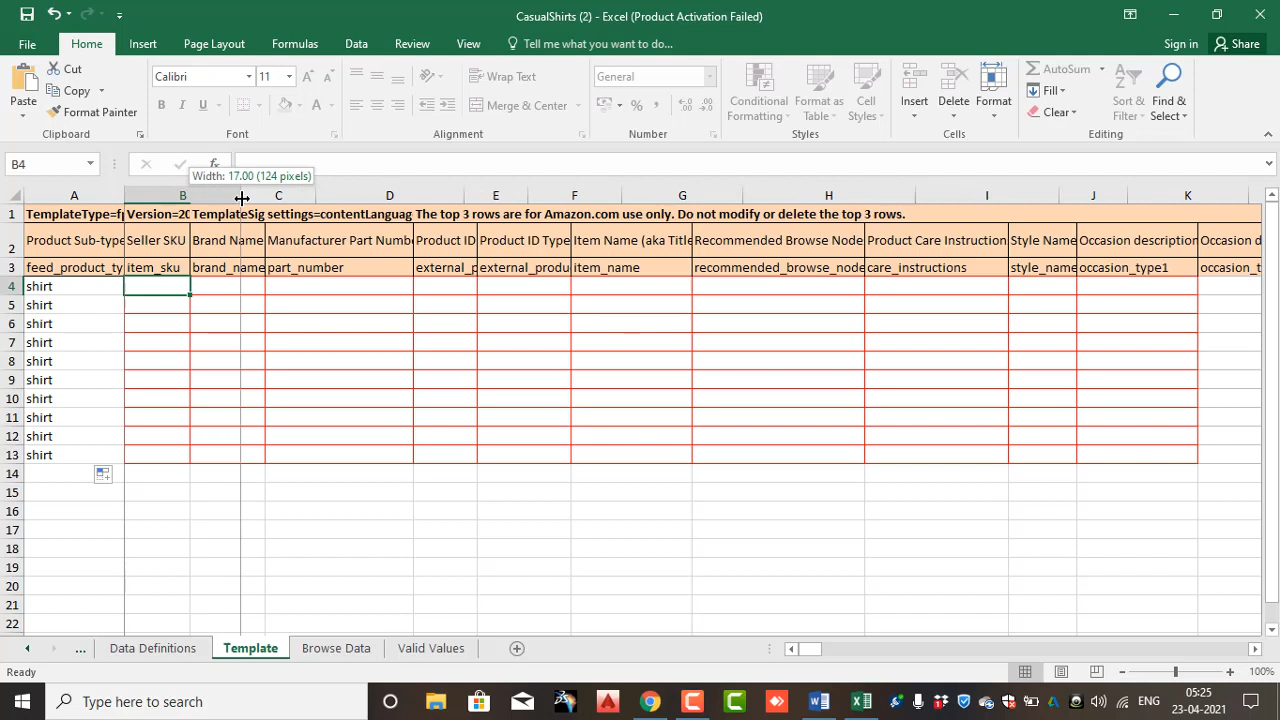 CasualShirts (2) - Excel (Product Activation Failed)
File Home Insert Page Layout Formulas Data Review View Tell me what you want to do... Sign in Share
Paste Cut Copy Format Painter Clipboard
Calibri 11 B I U A A A Font
Wrap Text Merge & Center Alignment
General % , Number
Conditional Formatting Format as Table Cell Styles Styles
Insert Delete Format Cells
AutoSum Fill Clear Sort & Filter Find & Select Editing
B4 fx
Width: 17.00 (124 pixels)
A B C D E F G H I J K
1 TemplateType=fp Version=20 TemplateSig settings=contentLanguag The top 3 rows are for Amazon.com use only. Do not modify or delete the top 3 rows.
2 Product Sub-type Seller SKU Brand Name Manufacturer Part Numbe Product ID Product ID Type Item Name (aka Title Recommended Browse Node Product Care Instruction Style Name Occasion description Occasion d
3 feed_product_ty item_sku brand_name part_number external_p external_produ item_name recommended_browse_node care_instructions style_name occasion_type1 occasion_t
4 shirt
5 shirt
6 shirt
7 shirt
8 shirt
9 shirt
10 shirt
11 shirt
12 shirt
13 shirt
14
15
16
17
18
19
20
21
22
... Data Definitions Template Browse Data Valid Values
Ready 100%
Type here to search ENG 05:25
23-04-2021